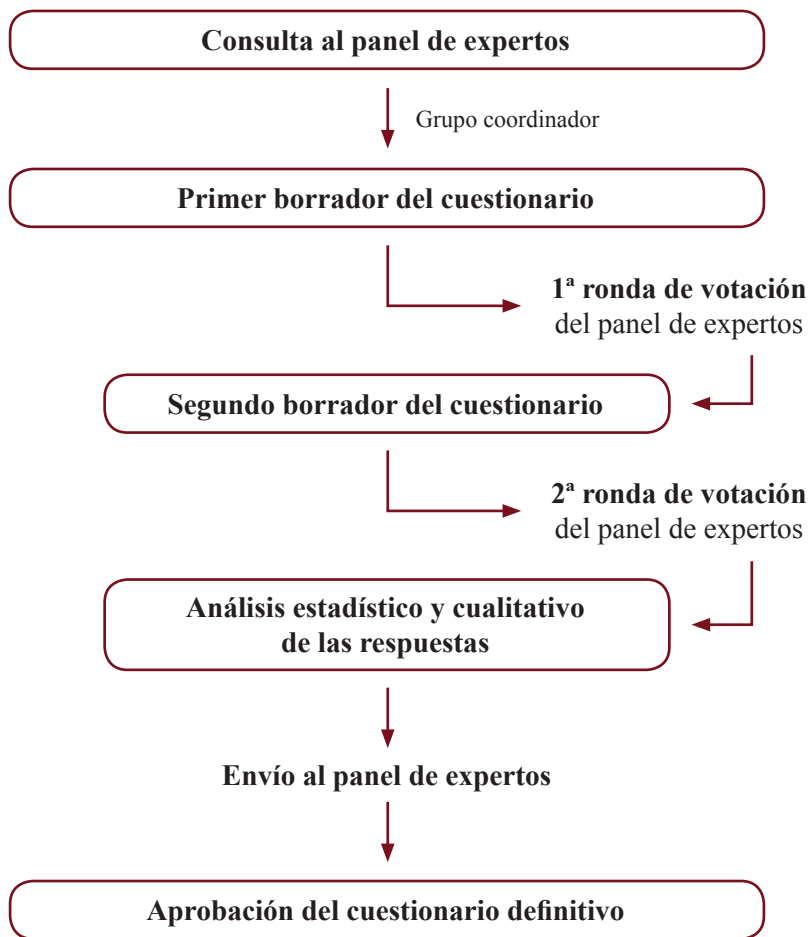 Consulta al panel de expertos
Grupo coordinador
Primer borrador del cuestionario
1ª ronda de votación
del panel de expertos
Segundo borrador del cuestionario
2ª ronda de votación
del panel de expertos
Análisis estadístico y cualitativo
de las respuestas
Envío al panel de expertos
Aprobación del cuestionario definitivo